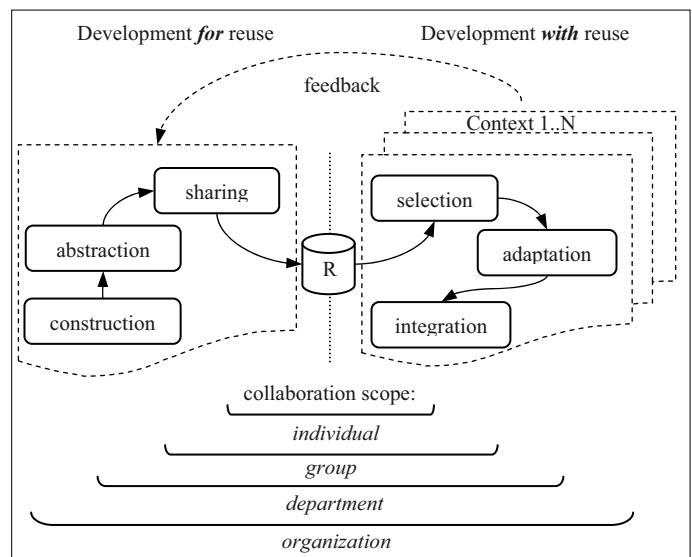 Development for reuse
Development with reuse
feedback
Context 1..N
sharing
abstraction
construction
R
selection
adaptation
integration
collaboration scope:
individual
group
department
organization